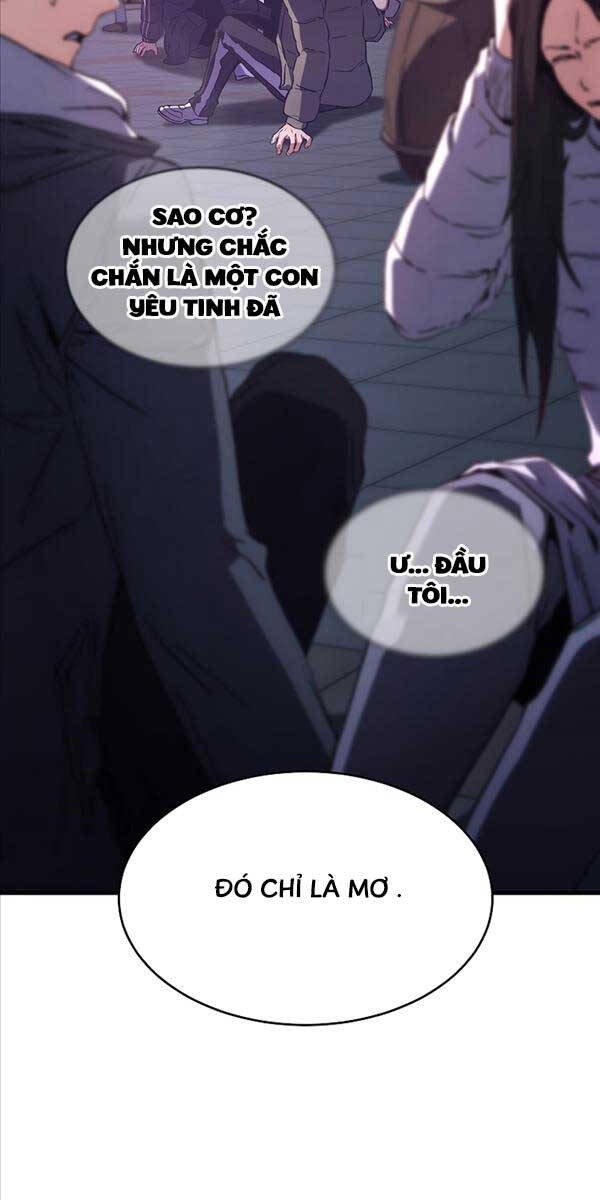 SAO CƠ?
NHƯNG CHẮC
CHẮN LÀ MỘT CON
YÊU TINH ĐÃ
Ư... ĐẦU
TÔI...
ĐÓ CHỈ LÀ MƠ .